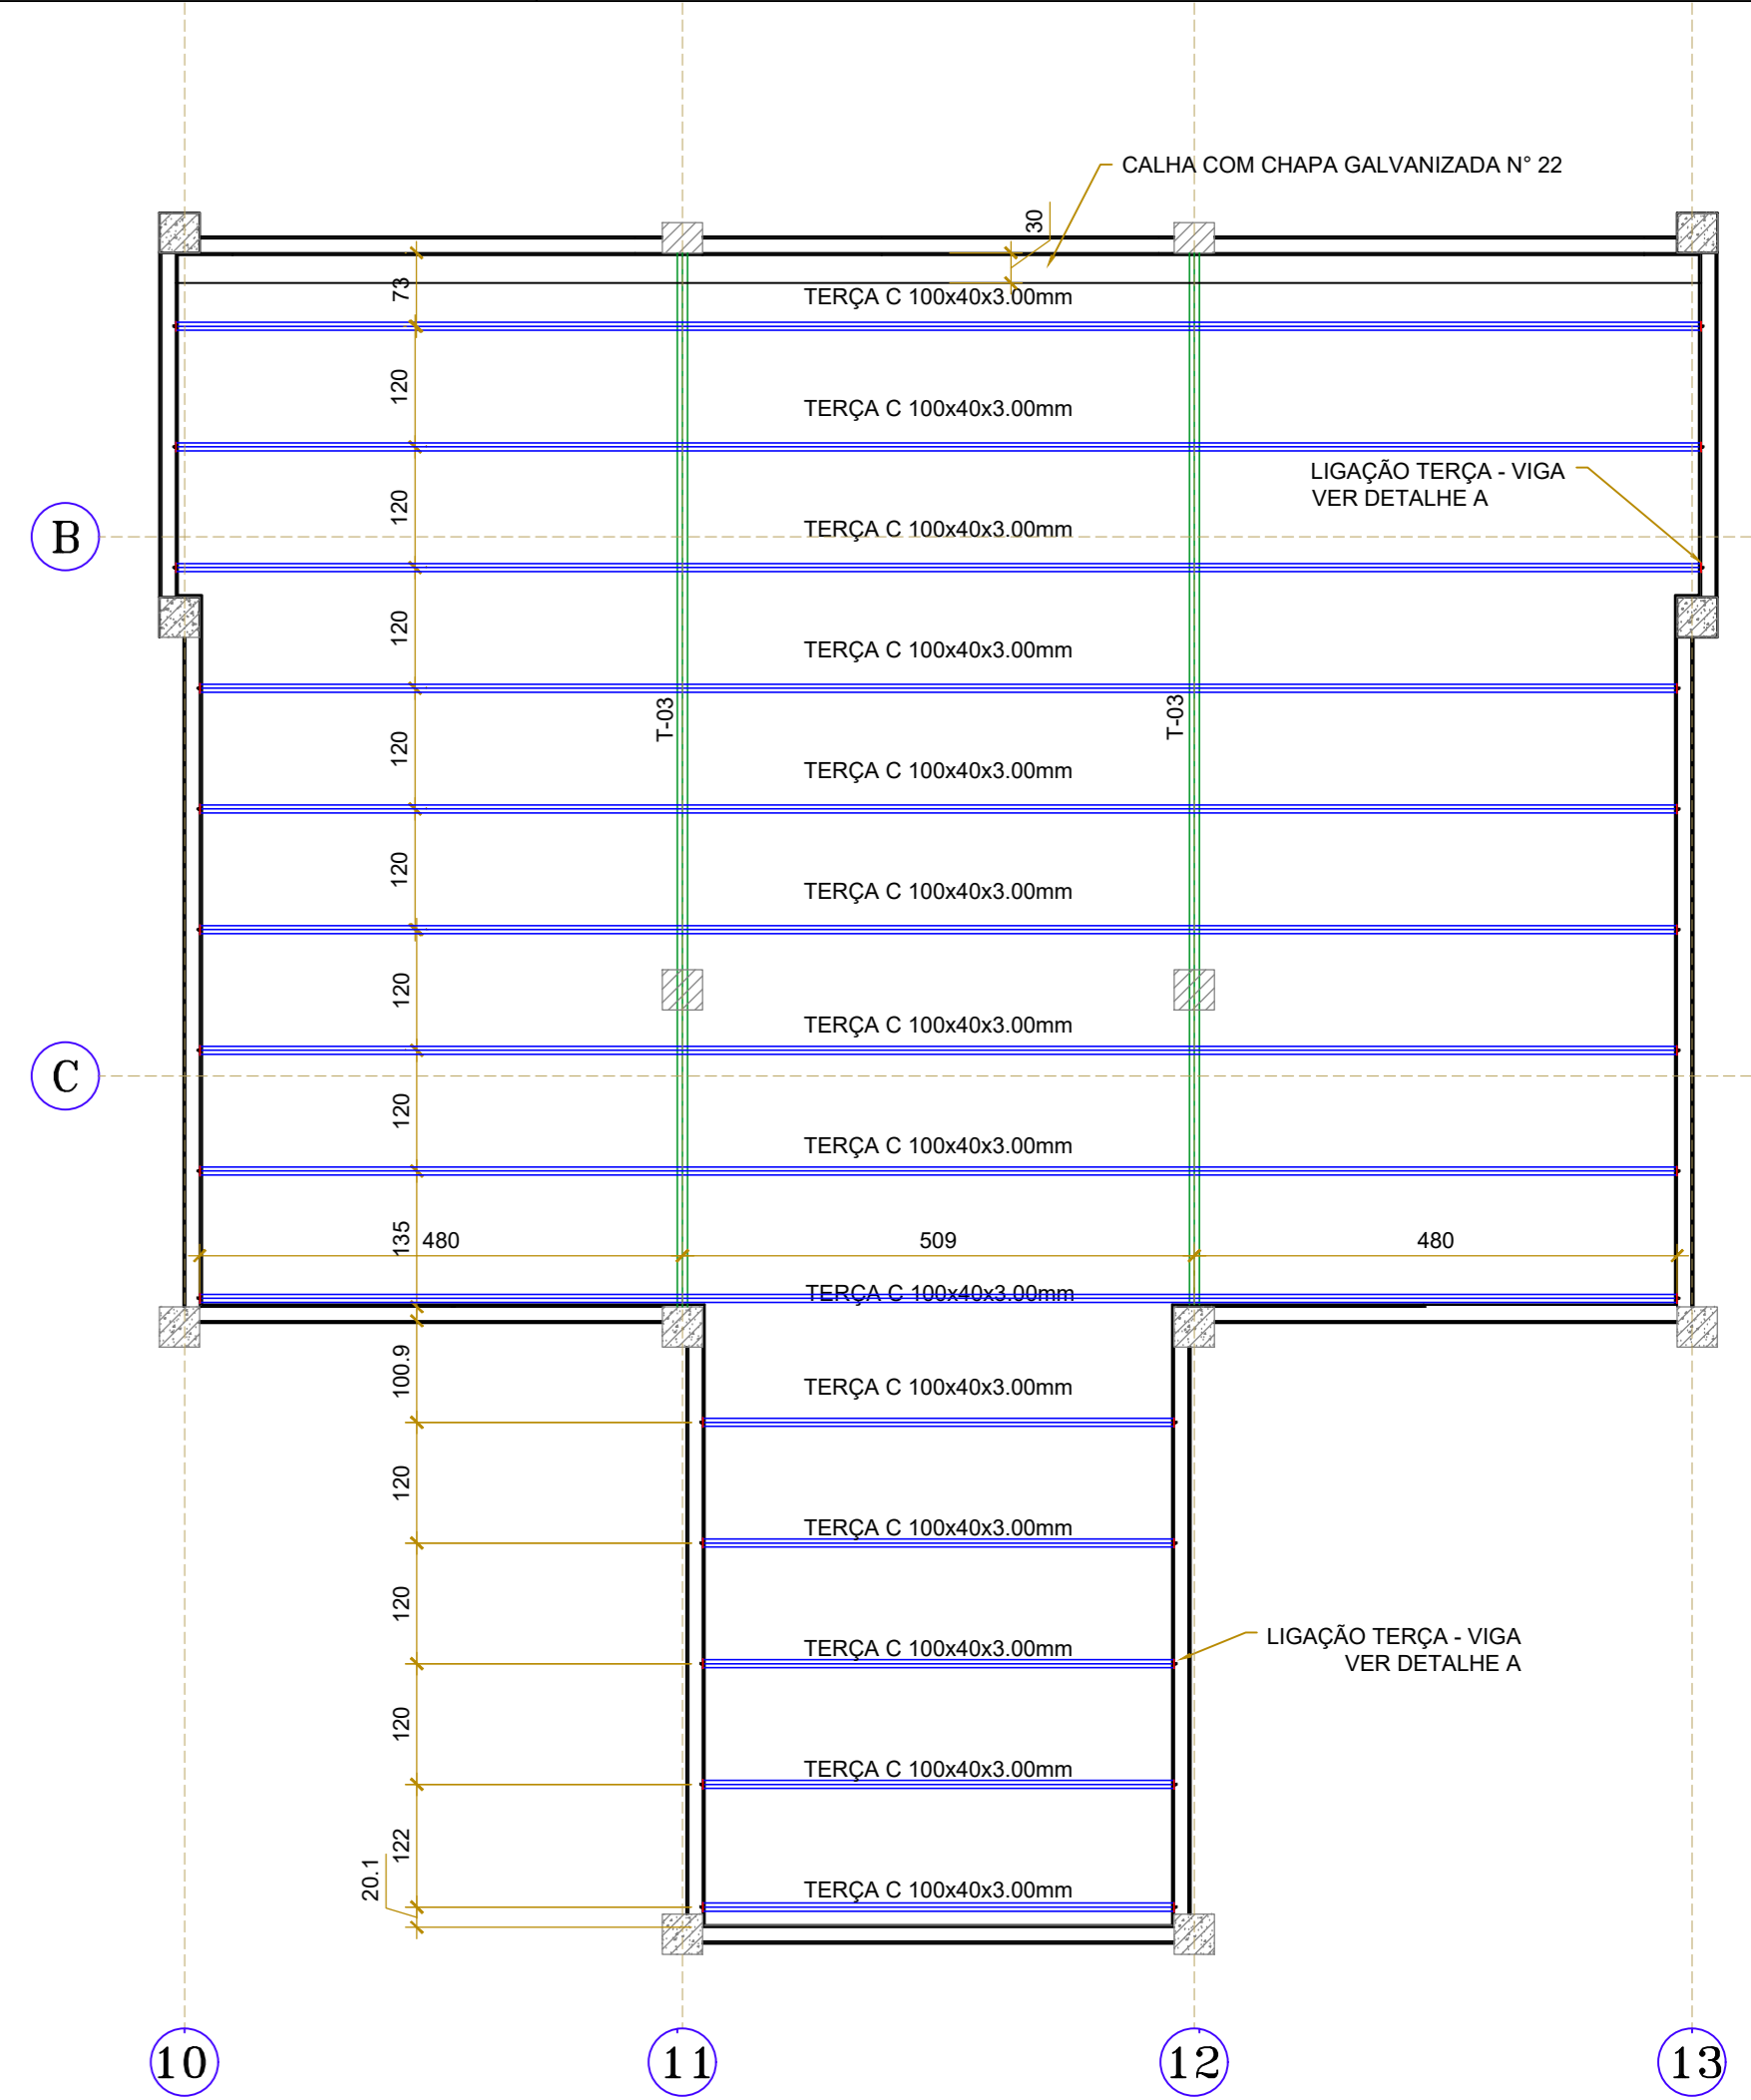 CALHA COM CHAPA GALVANIZADA N° 22
30
73
TERÇA C 100x40x3.00mm
120
TERÇA C 100x40x3.00mm
LIGAÇÃO TERÇA - VIGA
VER DETALHE A
120
TERÇA C 100x40x3.00mm
B
120
TERÇA C 100x40x3.00mm
T-03
T-03
120
TERÇA C 100x40x3.00mm
120
TERÇA C 100x40x3.00mm
120
TERÇA C 100x40x3.00mm
C
120
TERÇA C 100x40x3.00mm
135
480
509
480
TERÇA C 100x40x3.00mm
100.9
TERÇA C 100x40x3.00mm
120
TERÇA C 100x40x3.00mm
120
TERÇA C 100x40x3.00mm
LIGAÇÃO TERÇA - VIGA
VER DETALHE A
120
TERÇA C 100x40x3.00mm
122
20.1
TERÇA C 100x40x3.00mm
10
11
12
13